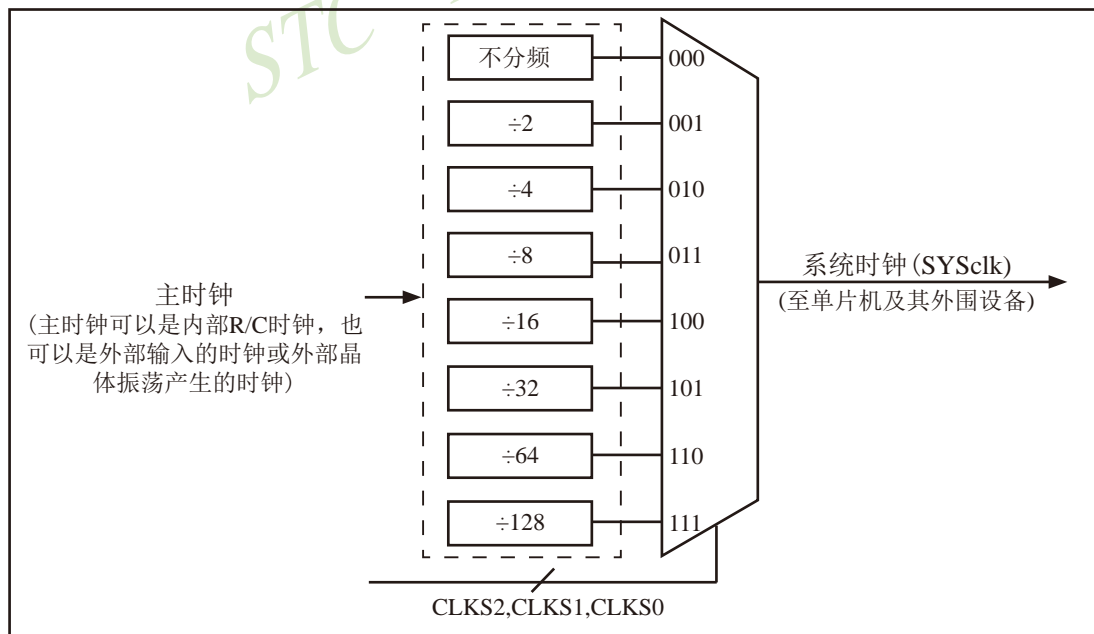 STC
不分频
000
÷2
001
÷4
010
÷8
011
÷16
100
÷32
101
÷64
110
÷128
111
主时钟
(主时钟可以是内部R/C时钟，也
可以是外部输入的时钟或外部晶
体振荡产生的时钟)
系统时钟(SYSclk)
(至单片机及其外围设备)
CLKS2,CLKS1,CLKS0